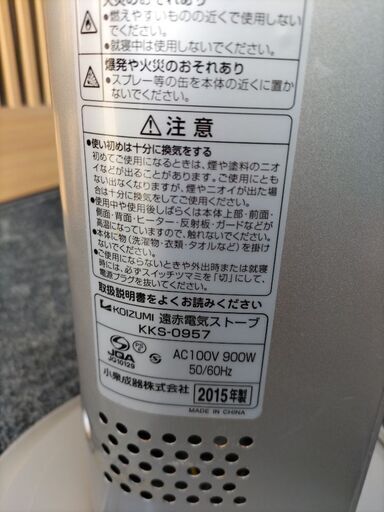 火災のおそれあり
●燃えやすいものの近くで使用しない
でください。
●就寝中は使用しないでください。
爆発や火災のおそれあり
●スプレー等の缶を本体の近くに置か
ないでください。
注意
●使い初めは十分に換気をする
初めてご使用になるときは、煙や塗料のニオ
イなどが出ることがあります。ご使用にとも
ない出なくなりますが、煙やニオイが出た場
合は十分に換気をしてください。
●使用中や使用後しばらくは本体上部・前面・
側面・背面・ヒーター・反射板・ガードなどが
高温になっていますので、触れないでください。
●本体に物(洗濯物・衣類・タオルなど)を掛け
ないでください。
●ご使用にならないときや外出時または就寝
時には、必ずスイッチツマミを「切」にして、
電源プラグを抜いてください。
取扱説明書をよくお読みください
KOIZUMI 遠赤電気ストーブ
KKS-0957
PS E
JQA
JQ10129
AC100V 900W
50/60Hz
小泉成器株式会社 2015年製
MADE IN CHINA